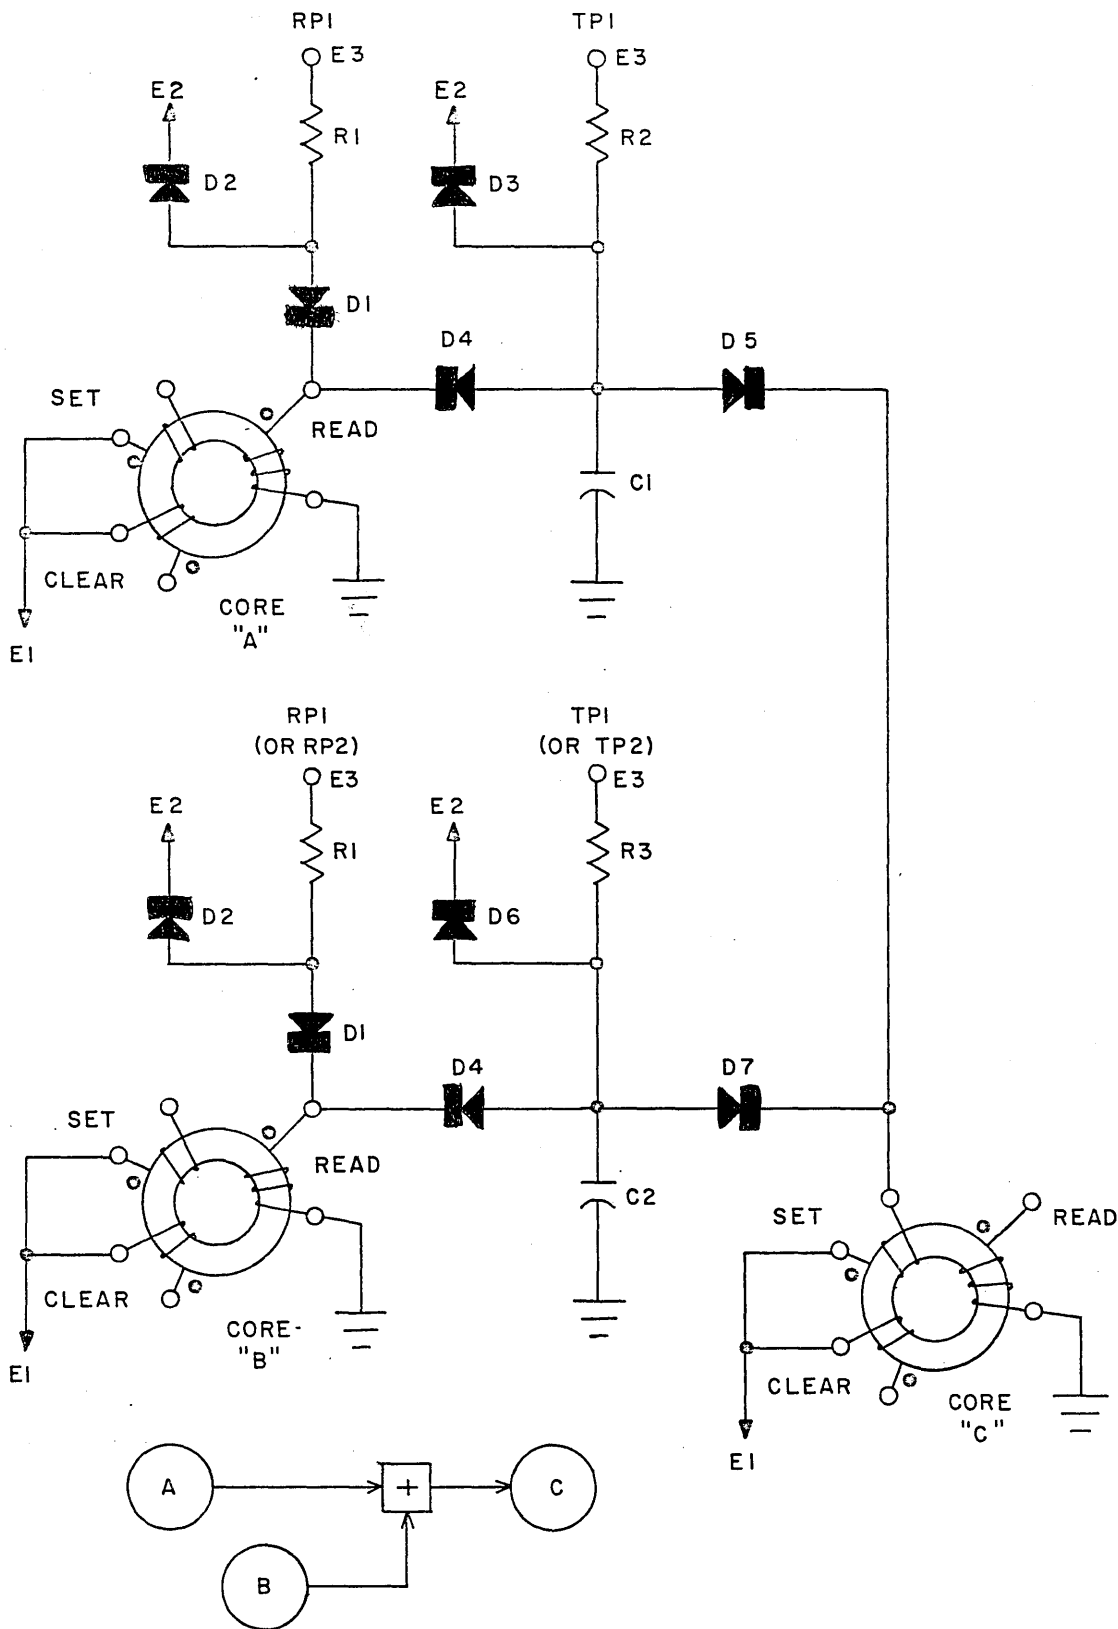 RP1
TP1
E3
E3
E2
E2
R1
R2
D2
D3
D1
D4
D5
SET
READ
C1
CLEAR
CORE
"A"
E1
RP1
(OR RP2)
TP1
(OR TP2)
E3
E3
E2
E2
R1
R3
D2
D6
D1
D4
D7
SET
READ
C2
SET
READ
CLEAR
CORE-
"B"
E1
CLEAR
CORE
"C"
E1
A
+
C
B